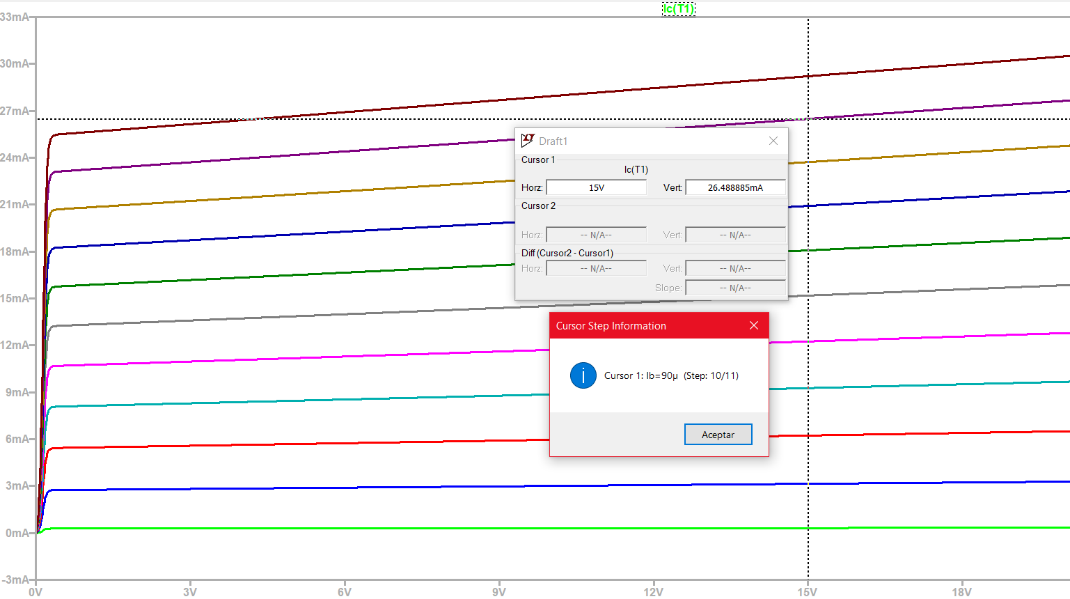 Ic(T1)
33mA
30mA
27mA
24mA
21mA
18mA
15mA
12mA
9mA
6mA
3mA
0mA
-3mA
0V 3V 6V 9V 12V 15V 18V
Draft1
Cursor 1
Ic(T1)
Horz: 15V Vert: 26.488885mA
Cursor 2
Horz: -- N/A-- Vert: -- N/A--
Diff (Cursor2 - Cursor1)
Horz: -- N/A-- Vert: -- N/A--
Slope: -- N/A--
Cursor Step Information
Cursor 1: Ib=90µ (Step: 10/11)
Aceptar